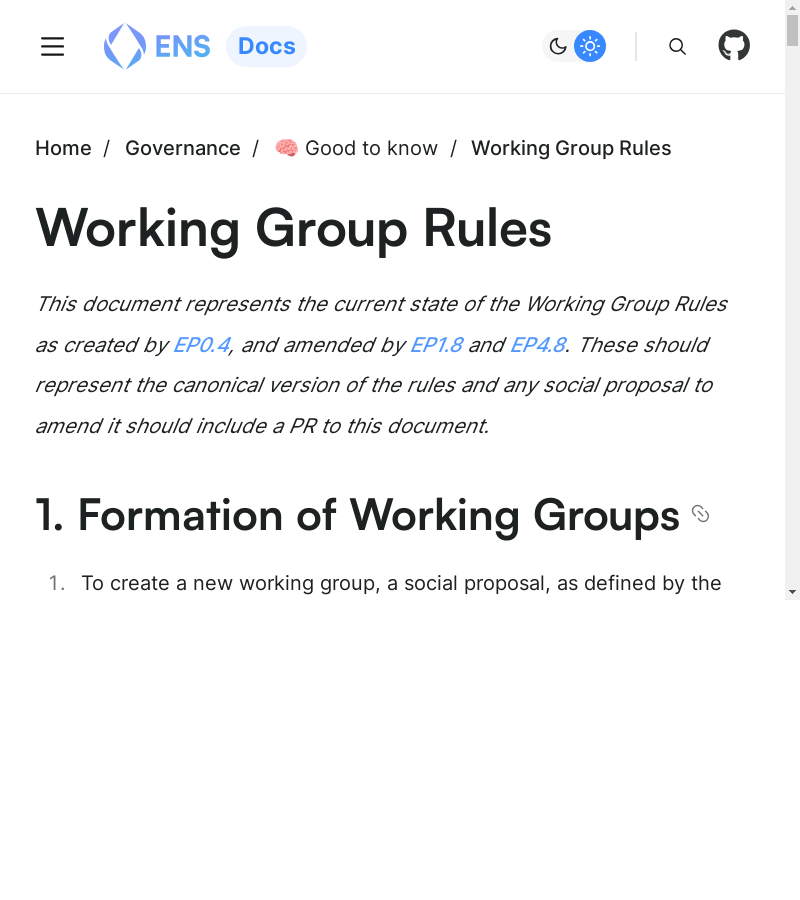 ENS Docs
Home / Governance / 🧠 Good to know / Working Group Rules
Working Group Rules
This document represents the current state of the Working Group Rules
as created by EP0.4, and amended by EP1.8 and EP4.8. These should
represent the canonical version of the rules and any social proposal to
amend it should include a PR to this document.
1. Formation of Working Groups
1. To create a new working group, a social proposal, as defined by the